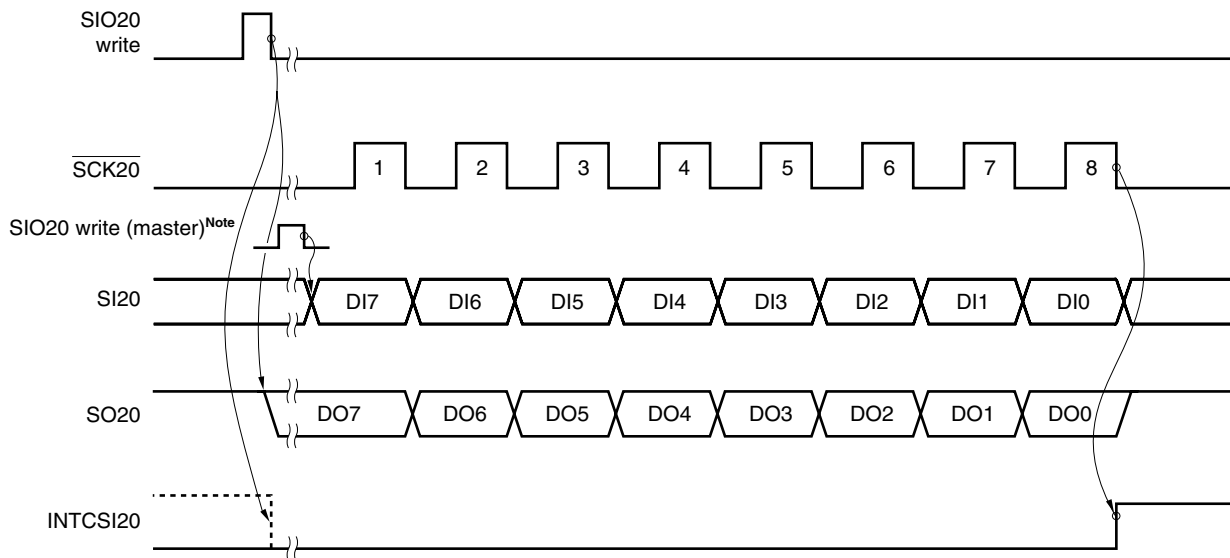 SIO20
write
SCK20
1 2 3 4 5 6 7 8
SIO20 write (master)Note
SI20
DI7 DI6 DI5 DI4 DI3 DI2 DI1 DI0
SO20
DO7 DO6 DO5 DO4 DO3 DO2 DO1 DO0
INTCSI20